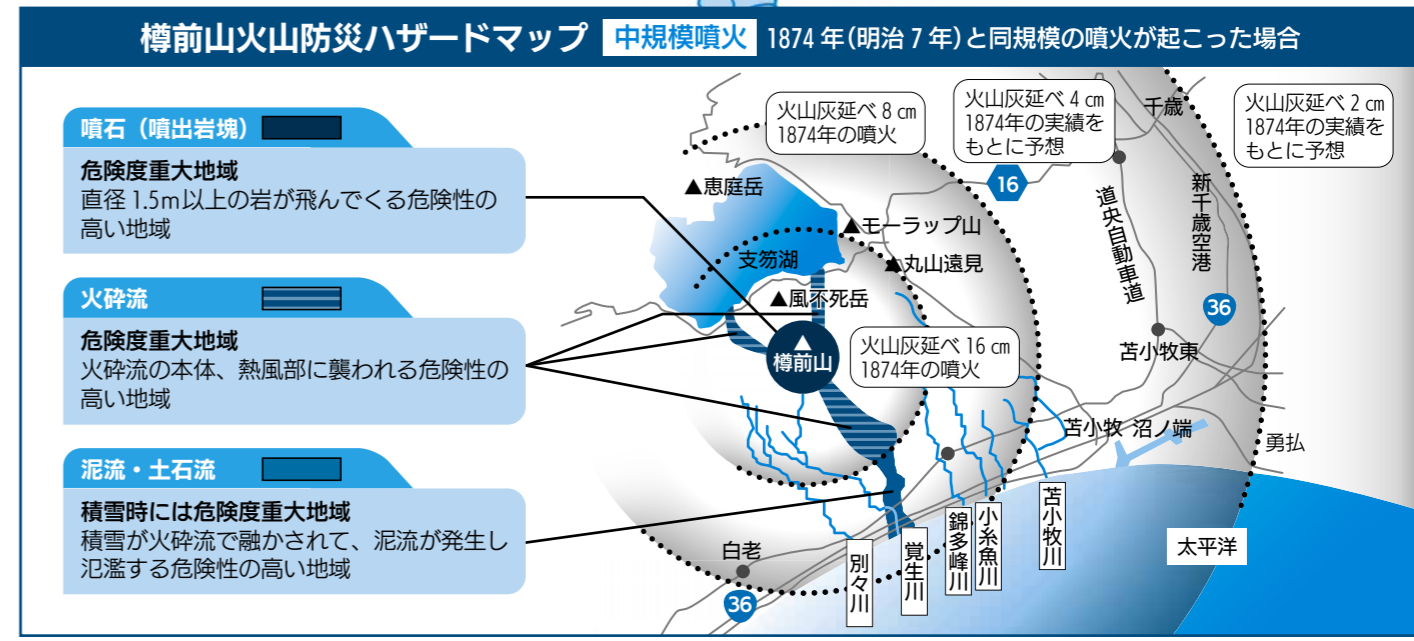 樽前山火山防災ハザードマップ 中規模噴火 1874年(明治7年)と同規模の噴火が起こった場合
噴石（噴出岩塊）
危険度重大地域
直径1.5m以上の岩が飛んでくる危険性の
高い地域
火砕流
危険度重大地域
火砕流の本体、熱風部に襲われる危険性の
高い地域
泥流・土石流
積雪時には危険度重大地域
積雪が火砕流で融かされて、泥流が発生し
氾濫する危険性の高い地域
火山灰延べ8㎝
1874年の噴火
火山灰延べ4㎝
1874年の実績を
もとに予想
火山灰延べ2㎝
1874年の実績を
もとに予想
千歳
▲恵庭岳
16
道央自動車道
新千歳空港
▲モーラップ山
支笏湖
▲丸山遠見
▲風不死岳
36
樽前山
火山灰延べ16㎝
1874年の噴火
苫小牧東
苫小牧
沼ノ端
勇払
白老
36
別々川
覚生川
錦多峰川
小糸魚川
苫小牧川
太平洋